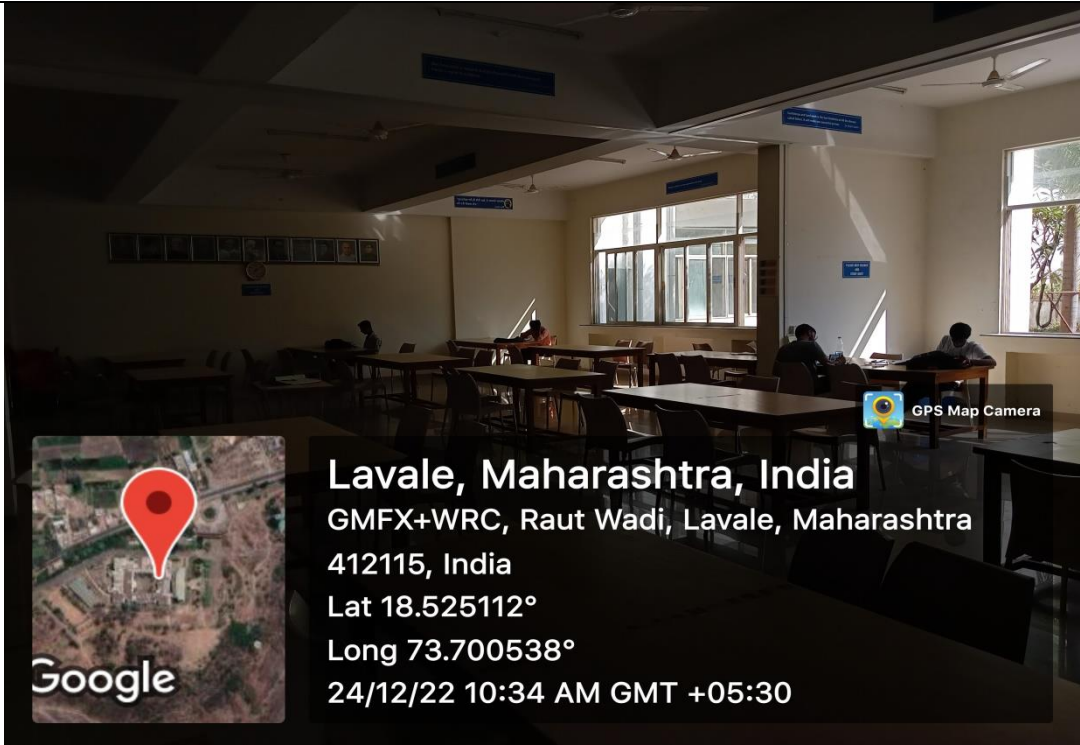 GPS Map Camera
Lavale, Maharashtra, India
GMFX+WRC, Raut Wadi, Lavale, Maharashtra
412115, India
Lat 18.525112°
Long 73.700538°
24/12/22 10:34 AM GMT +05:30
Google